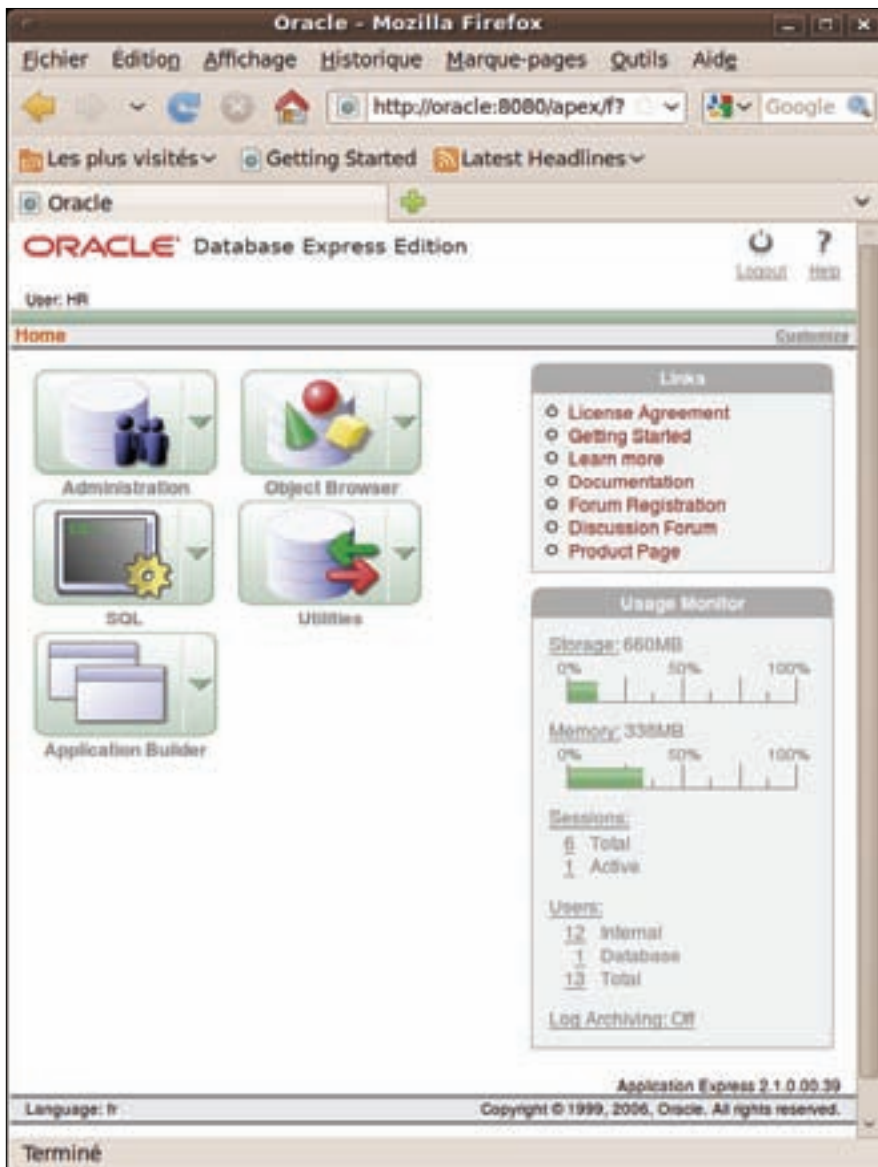 Oracle - Mozilla Firefox
Fichier Édition Affichage Historique Marque-pages Outils Aide
http://oracle:8080/apex/f? Google
Les plus visités Getting Started Latest Headlines
Oracle
ORACLE Database Express Edition
Logout Help
User: HR
Home Customize
Administration Object Browser
SQL Utilities
Application Builder
Links
License Agreement
Getting Started
Learn more
Documentation
Forum Registration
Discussion Forum
Product Page
Usage Monitor
Storage: 660MB
0% 50% 100%
Memory: 338MB
0% 50% 100%
Sessions:
6 Total
1 Active
Users:
12 Internal
1 Database
13 Total
Log Archiving: Off
Application Express 2.1.0.00.39
Language: fr Copyright © 1999, 2006, Oracle. All rights reserved.
Terminé